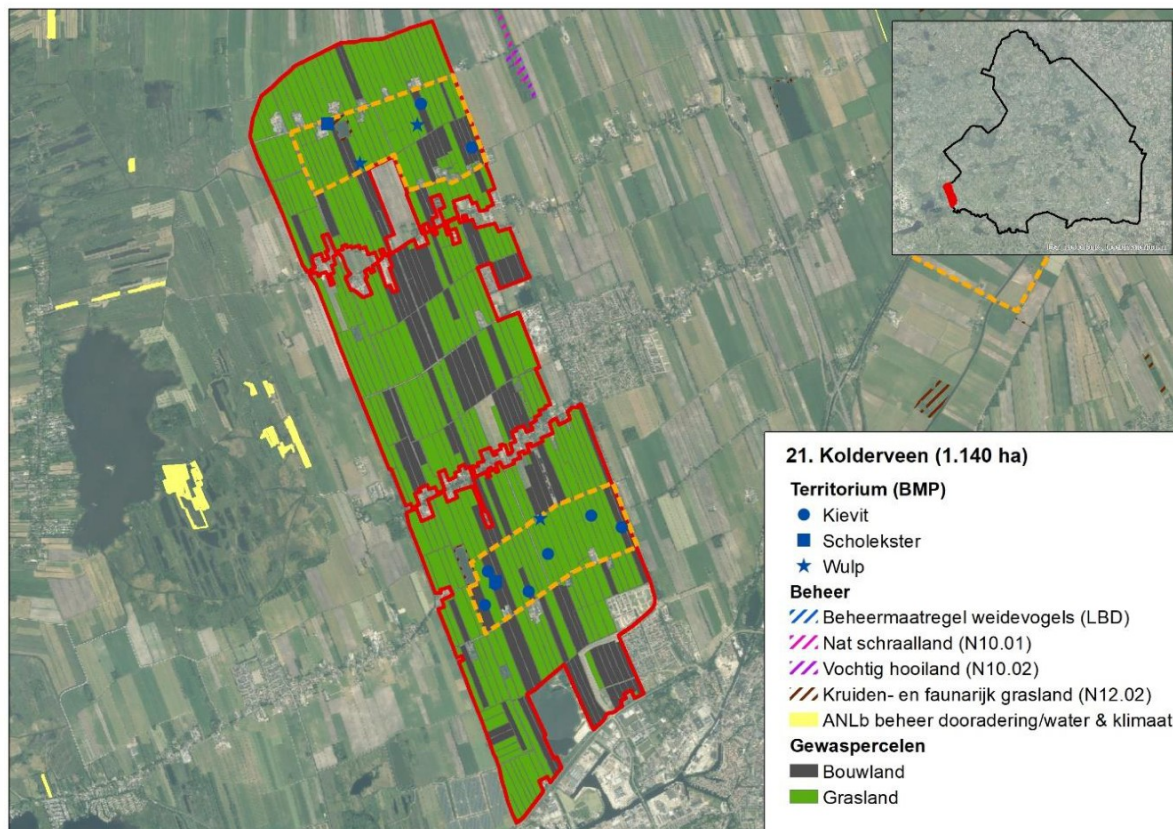 21. Kolderveen (1.140 ha)
Territorium (BMP)
Kievit
Scholekster
Wulp
Beheer
Beheermaatregel weidevogels (LBD)
Nat schraalland (N10.01)
Vochtig hooiland (N10.02)
Kruiden- en faunarijk grasland (N12.02)
ANLb beheer dooradering/water & klimaat
Gewaspercelen
Bouwland
Grasland